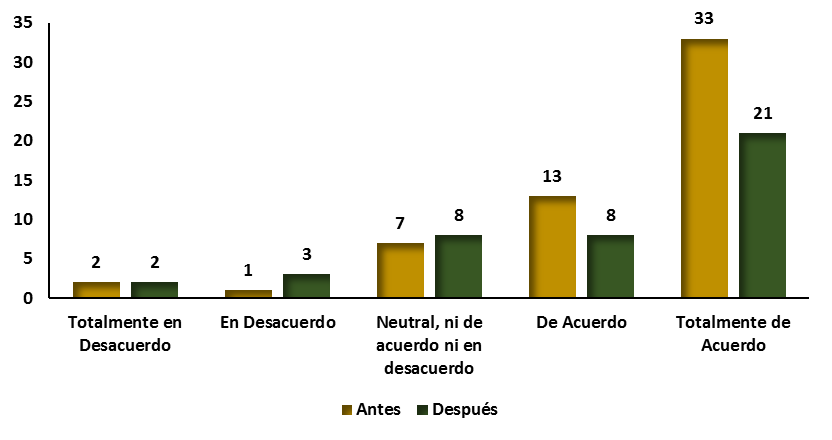 35
30
25
20
15
10
5
0
2
2
1
3
7
8
13
8
33
21
Totalmente en
Desacuerdo
En Desacuerdo
Neutral, ni de
acuerdo ni en
desacuerdo
De Acuerdo
Totalmente de
Acuerdo
Antes
Después